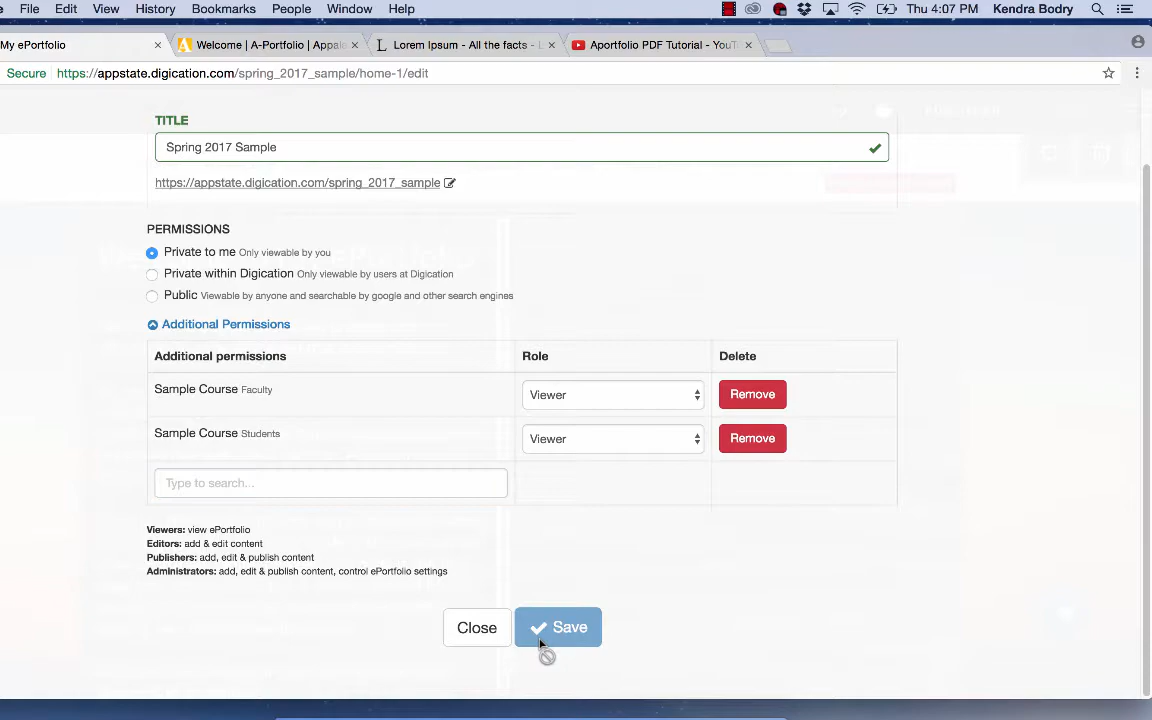 File Edit View History Bookmarks People Window Help Thu 4:07 PM Kendra Bodry
My ePortfolio × Welcome | A-Portfolio | Appala × L Lorem Ipsum - All the facts - L × Aportfolio PDF Tutorial - YouT ×
Secure https://appstate.digication.com/spring_2017_sample/home-1/edit
TITLE
Spring 2017 Sample
https://appstate.digication.com/spring_2017_sample
PERMISSIONS
Private to me Only viewable by you
Private within Digication Only viewable by users at Digication
Public Viewable by anyone and searchable by google and other search engines
Additional Permissions
Additional permissions Role Delete
Sample Course Faculty Viewer Remove
Sample Course Students Viewer Remove
Type to search...
Viewers: view ePortfolio
Editors: add & edit content
Publishers: add, edit & publish content
Administrators: add, edit & publish content, control ePortfolio settings
Close Save